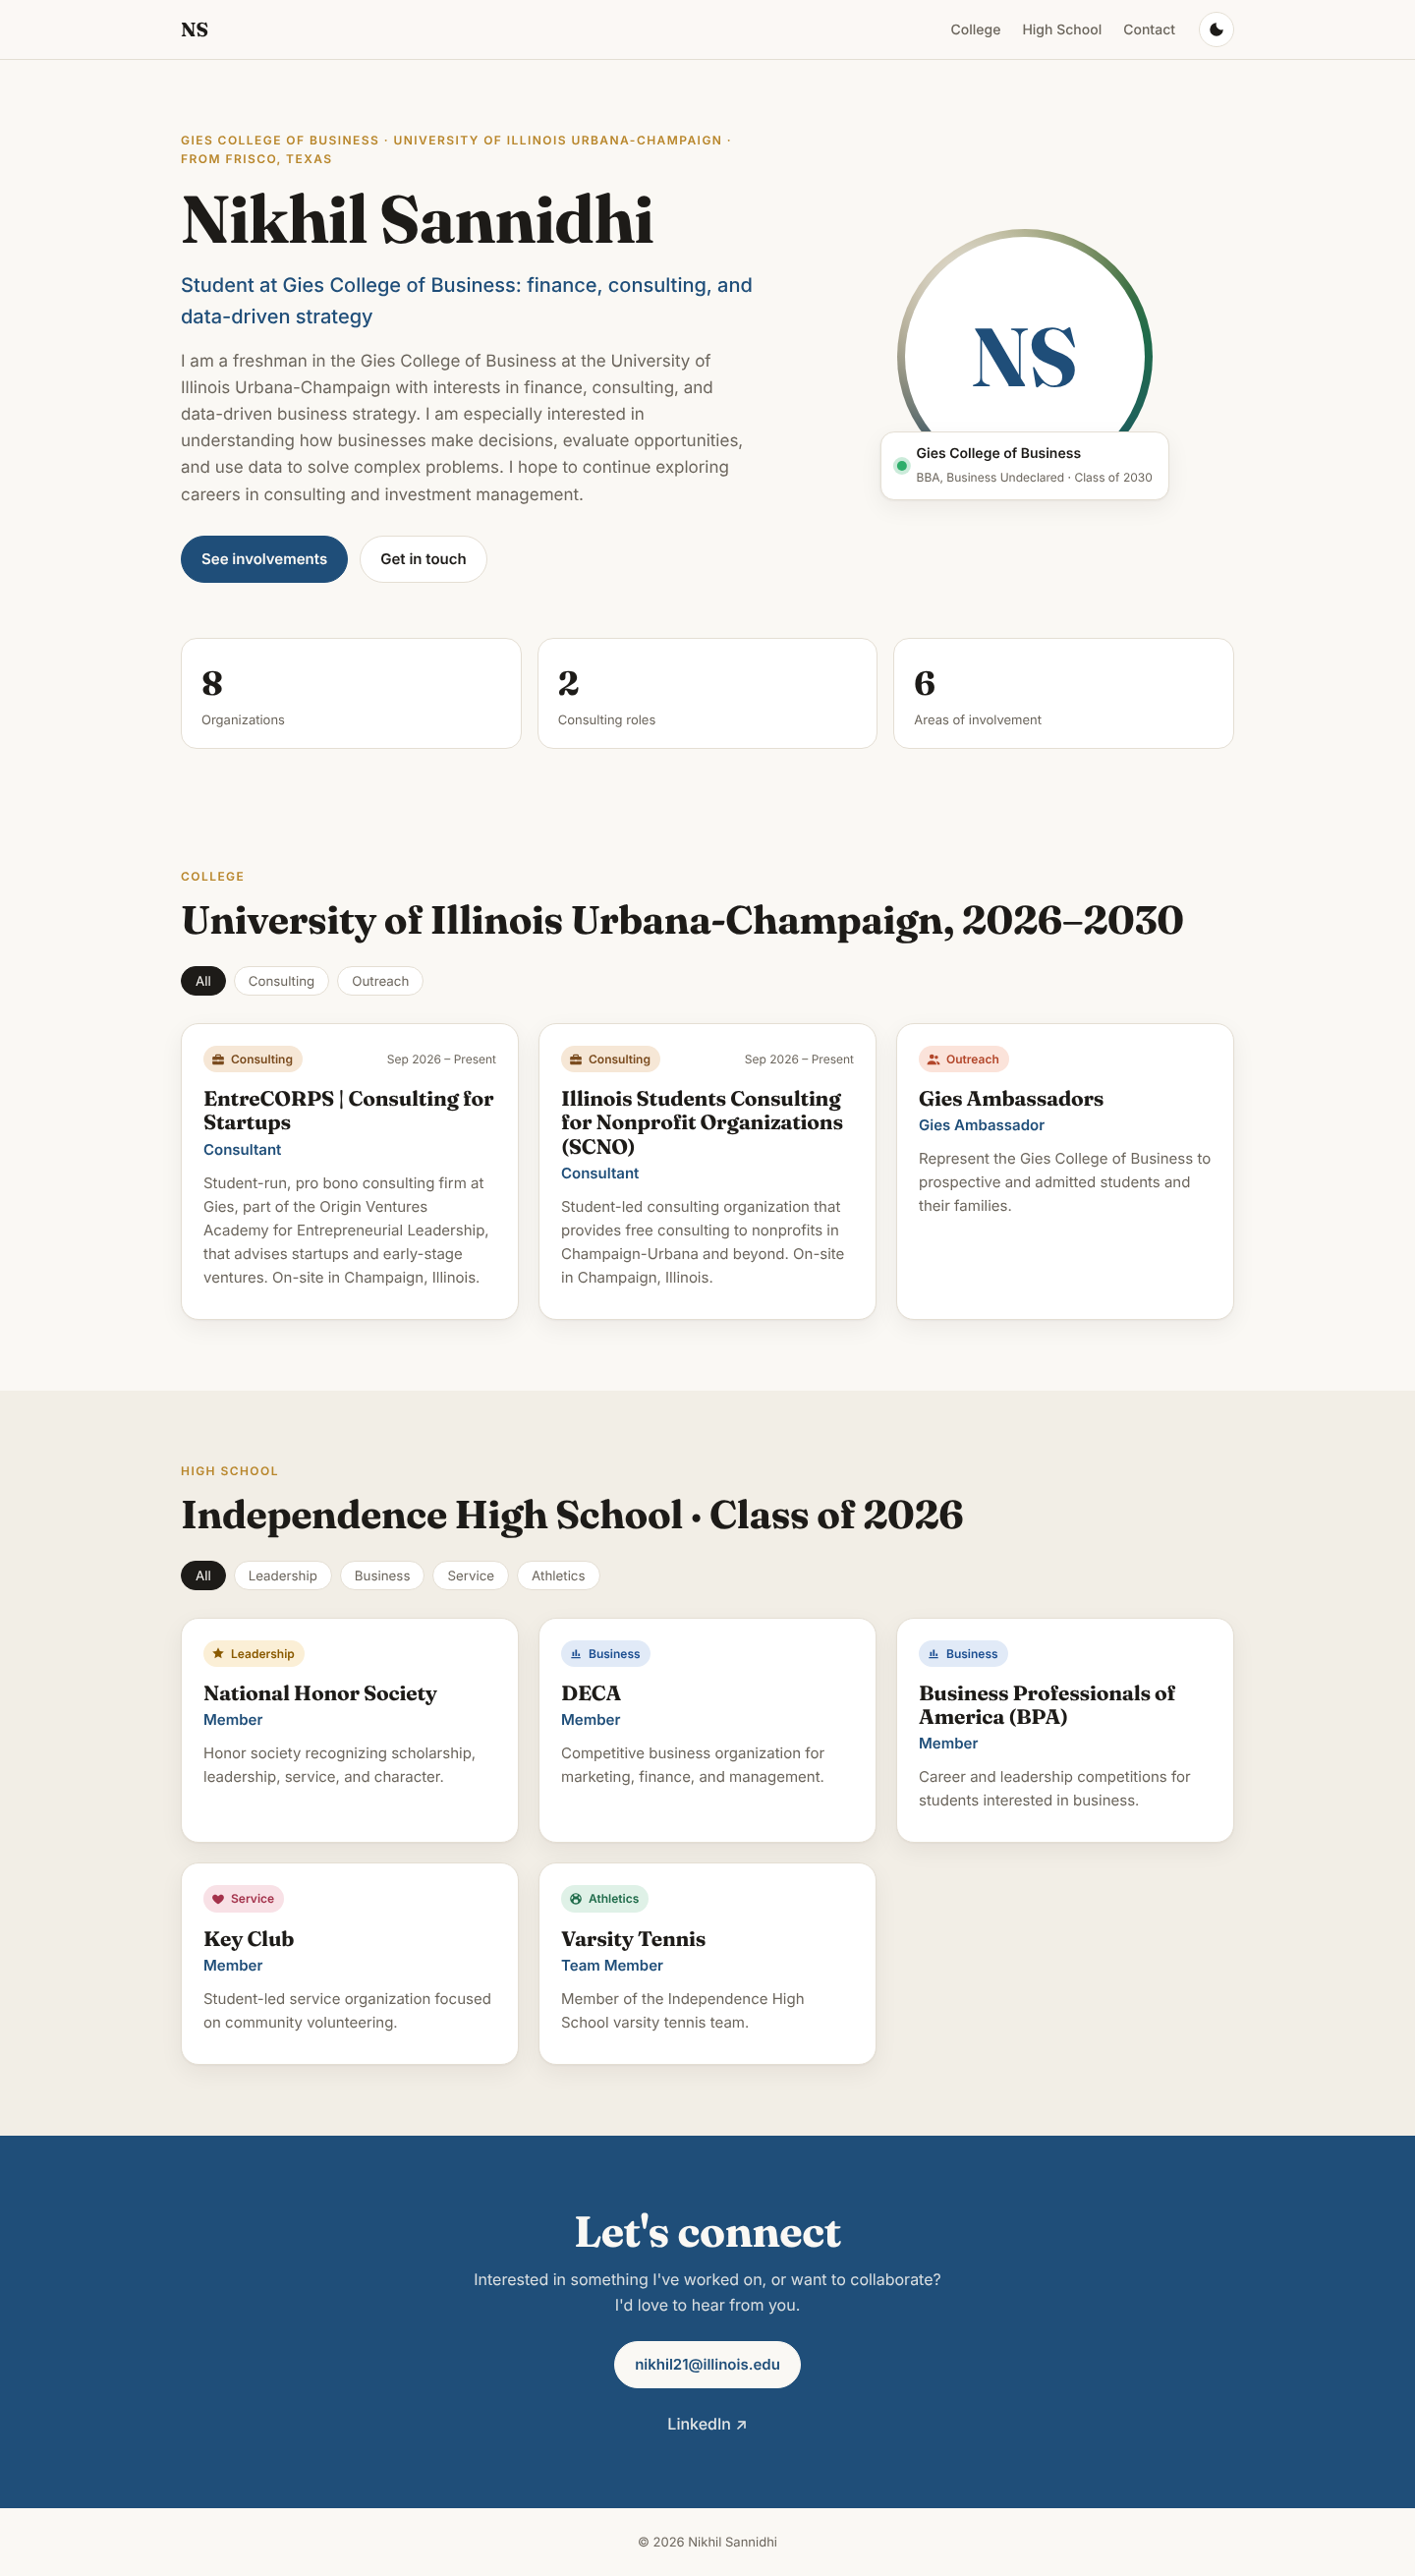 NS
College
High School
Contact
GIES COLLEGE OF BUSINESS · UNIVERSITY OF ILLINOIS URBANA-CHAMPAIGN ·
FROM FRISCO, TEXAS
Nikhil Sannidhi
Student at Gies College of Business: finance, consulting, and
data-driven strategy
I am a freshman in the Gies College of Business at the University of
Illinois Urbana-Champaign with interests in finance, consulting, and
data-driven business strategy. I am especially interested in
understanding how businesses make decisions, evaluate opportunities,
and use data to solve complex problems. I hope to continue exploring
careers in consulting and investment management.
See involvements
Get in touch
NS
Gies College of Business
BBA, Business Undeclared · Class of 2030
8
Organizations
2
Consulting roles
6
Areas of involvement
COLLEGE
University of Illinois Urbana-Champaign, 2026–2030
All
Consulting
Outreach
Consulting
Sep 2026 – Present
EntreCORPS | Consulting for
Startups
Consultant
Student-run, pro bono consulting firm at
Gies, part of the Origin Ventures
Academy for Entrepreneurial Leadership,
that advises startups and early-stage
ventures. On-site in Champaign, Illinois.
Consulting
Sep 2026 – Present
Illinois Students Consulting
for Nonprofit Organizations
(SCNO)
Consultant
Student-led consulting organization that
provides free consulting to nonprofits in
Champaign-Urbana and beyond. On-site
in Champaign, Illinois.
Outreach
Gies Ambassadors
Gies Ambassador
Represent the Gies College of Business to
prospective and admitted students and
their families.
HIGH SCHOOL
Independence High School · Class of 2026
All
Leadership
Business
Service
Athletics
Leadership
National Honor Society
Member
Honor society recognizing scholarship,
leadership, service, and character.
Business
DECA
Member
Competitive business organization for
marketing, finance, and management.
Business
Business Professionals of
America (BPA)
Member
Career and leadership competitions for
students interested in business.
Service
Key Club
Member
Student-led service organization focused
on community volunteering.
Athletics
Varsity Tennis
Team Member
Member of the Independence High
School varsity tennis team.
Let's connect
Interested in something I've worked on, or want to collaborate?
I'd love to hear from you.
nikhil21@illinois.edu
LinkedIn ↗
© 2026 Nikhil Sannidhi